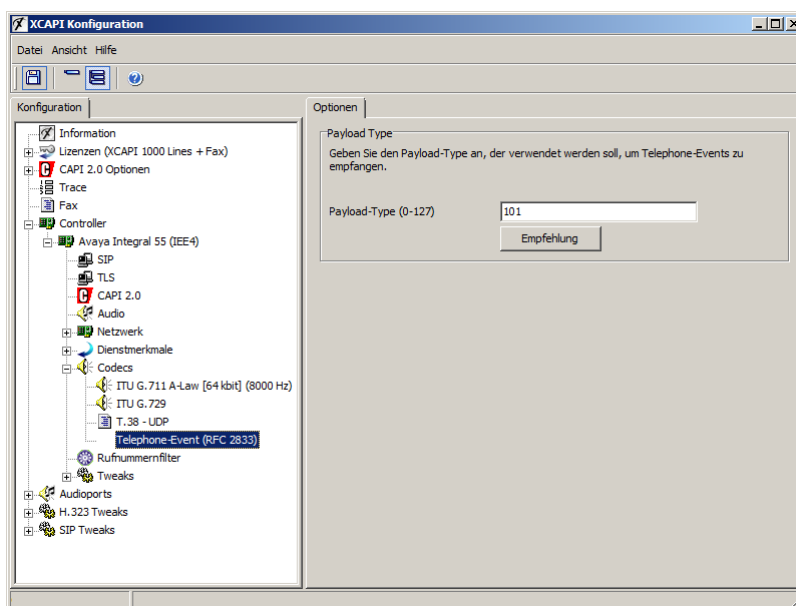 XCAPI Konfiguration
Datei Ansicht Hilfe
Konfiguration
Information
Lizenzen (XCAPI 1000 Lines + Fax)
CAPI 2.0 Optionen
Trace
Fax
Controller
Avaya Integral 55 (IEE4)
SIP
TLS
CAPI 2.0
Audio
Netzwerk
Dienstmerkmale
Codecs
ITU G.711 A-Law [64 kbit] (8000 Hz)
ITU G.729
T.38 - UDP
Telephone-Event (RFC 2833)
Rufnummernfilter
Tweaks
Audioports
H.323 Tweaks
SIP Tweaks
Optionen
Payload Type
Geben Sie den Payload-Type an, der verwendet werden soll, um Telephone-Events zu
empfangen.
Payload-Type (0-127)
101
Empfehlung